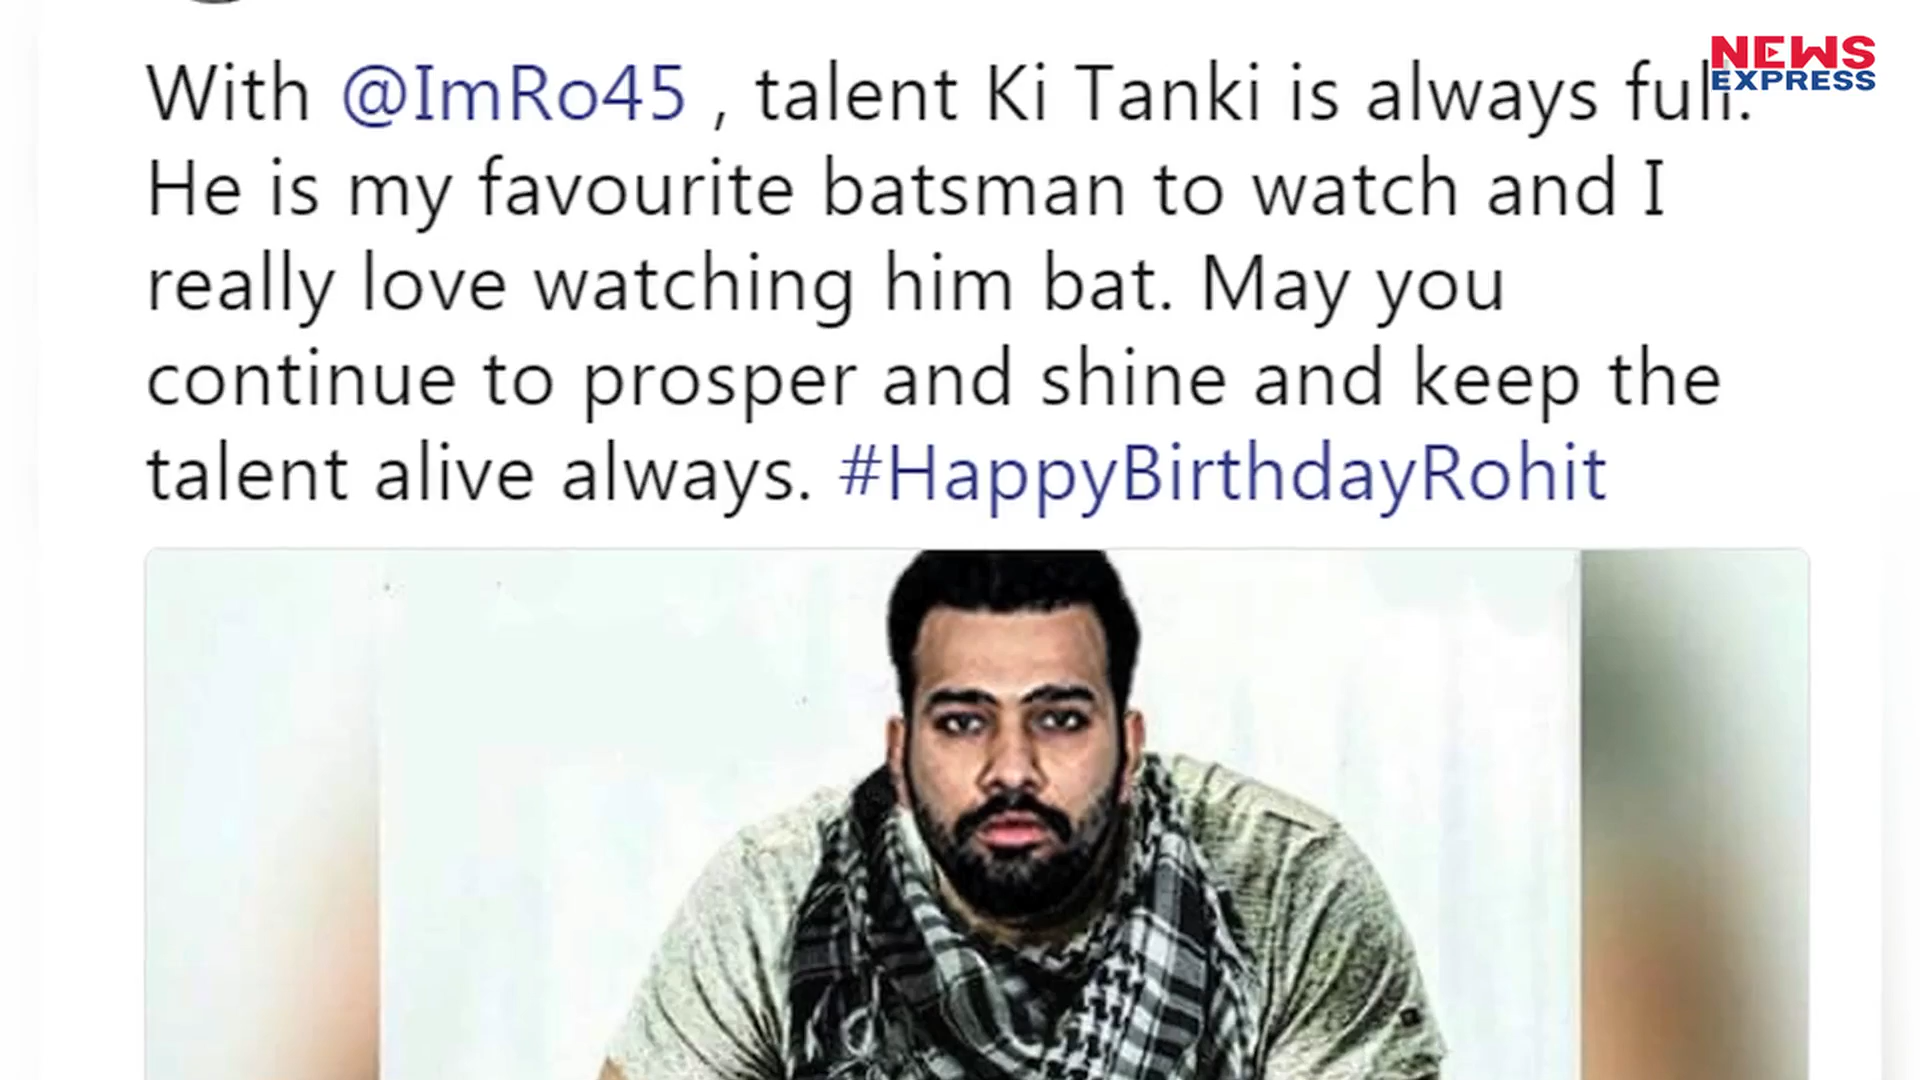 NEWS
EXPRESS
With @ImRo45 , talent Ki Tanki is always full.
He is my favourite batsman to watch and I
really love watching him bat. May you
continue to prosper and shine and keep the
talent alive always. #HappyBirthdayRohit